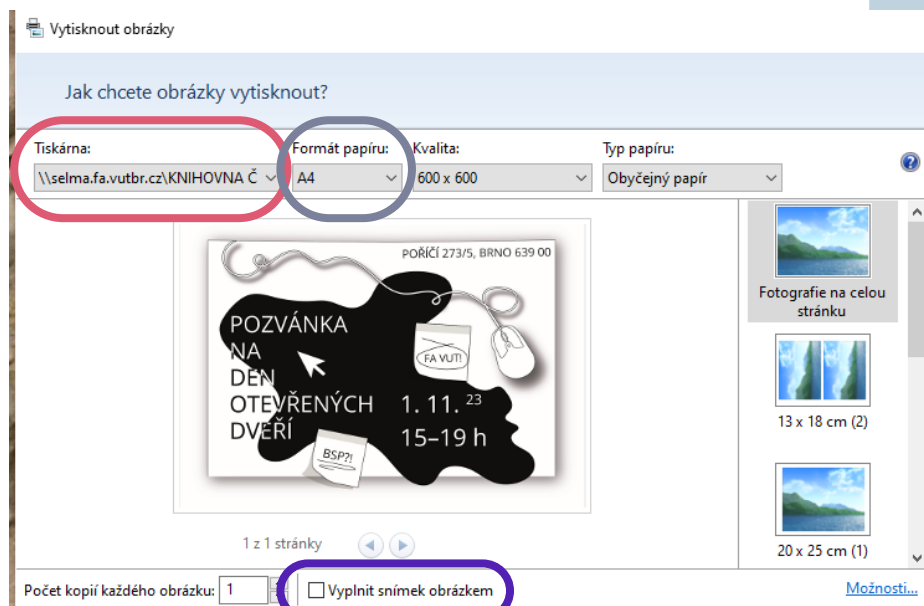 Vytisknout obrázky
Jak chcete obrázky vytisknout?
Tiskárna:
Formát papíru:
Kvalita:
Typ papíru:
\\selma.fa.vutbr.cz\KNIHOVNA Č
A4
600 x 600
Obyčejný papír
POŘÍČÍ 273/5, BRNO 639 00
POZVÁNKA
NA
DEN
OTEVŘENÝCH
DVEŘÍ
FA VUT!
1. 11. 23
15–19 h
BSP?!
Fotografie na celou
stránku
13 x 18 cm (2)
20 x 25 cm (1)
1 z 1 stránky
Počet kopií každého obrázku:
1
Vyplnit snímek obrázkem
Možnosti...